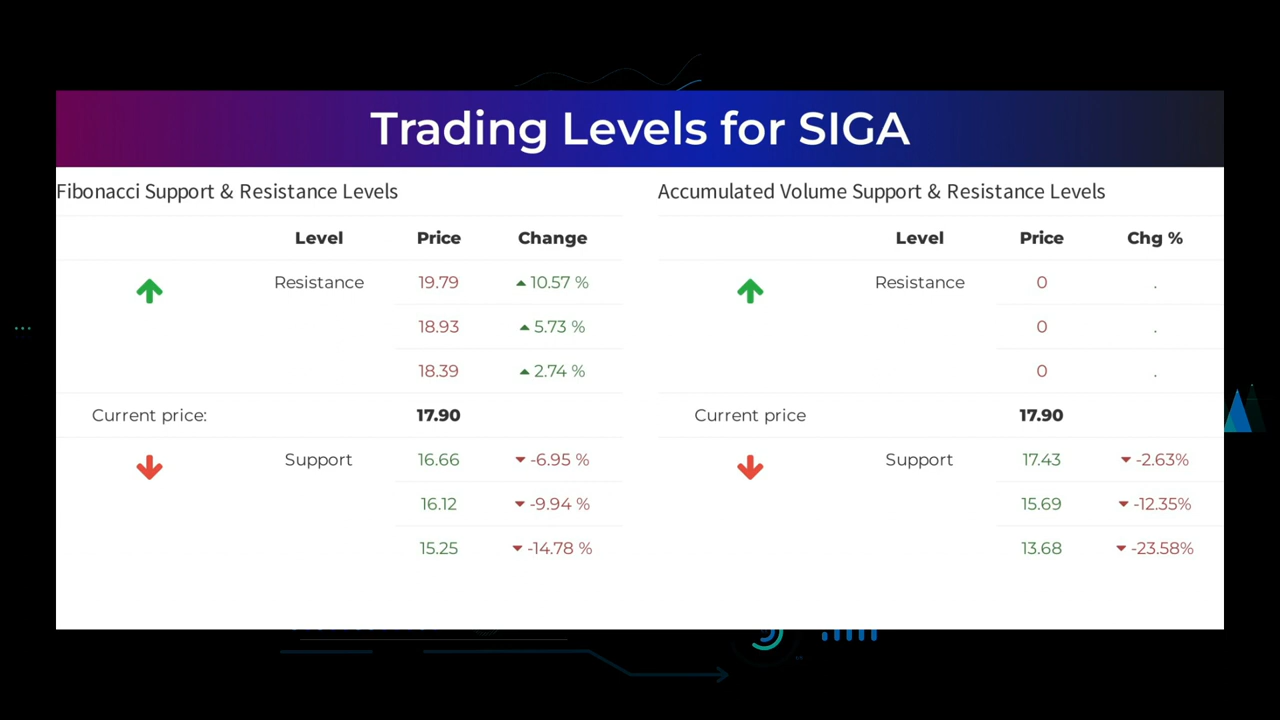 Trading Levels for SIGA
Fibonacci Support & Resistance Levels
Level Price Change
Resistance 19.79 10.57 %
18.93 5.73 %
18.39 2.74 %
Current price: 17.90
Support 16.66 -6.95 %
16.12 -9.94 %
15.25 -14.78 %
Accumulated Volume Support & Resistance Levels
Level Price Chg %
Resistance 0 .
0 .
0 .
Current price 17.90
Support 17.43 -2.63%
15.69 -12.35%
13.68 -23.58%